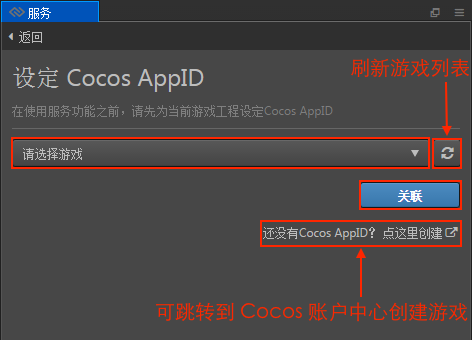 服务
返回
设定 Cocos AppID
刷新游戏列表
在使用服务功能之前，请先为当前游戏工程设定Cocos AppID
请选择游戏
关联
还没有Cocos AppID？ 点这里创建
可跳转到 Cocos 账户中心创建游戏